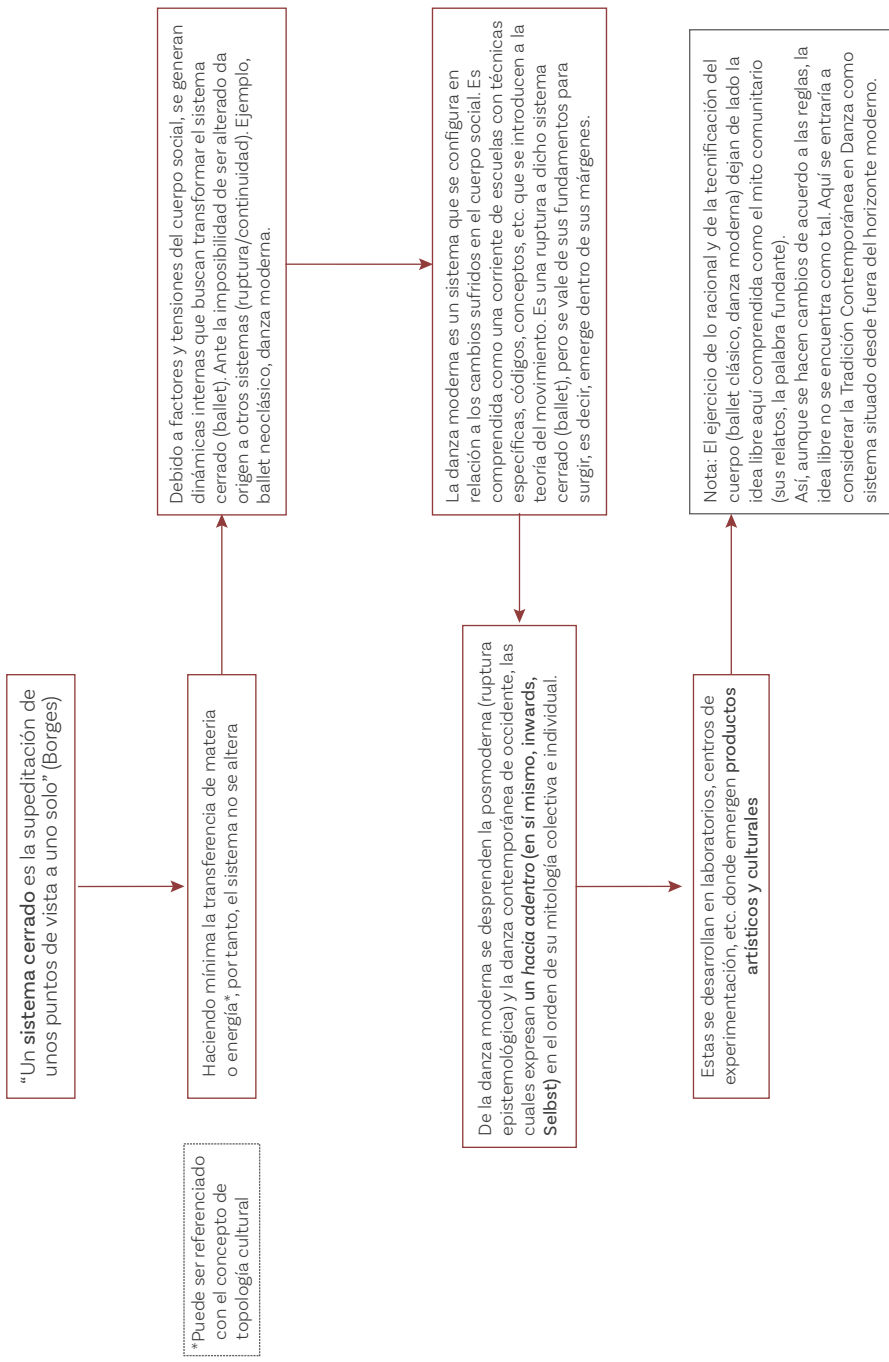 “Un sistema cerrado es la supeditación de
unos puntos de vista a uno solo” (Borges)
*Puede ser referenciado
con el concepto de
topología cultural
Haciendo mínima la transferencia de materia
o energía*, por tanto, el sistema no se altera
Debido a factores y tensiones del cuerpo social, se generan
dinámicas internas que buscan transformar el sistema
cerrado (ballet). Ante la imposibilidad de ser alterado da
origen a otros sistemas (ruptura/continuidad). Ejemplo,
ballet neoclásico, danza moderna.
La danza moderna es un sistema que se configura en
relación a los cambios sufridos en el cuerpo social. Es
comprendida como una corriente de escuelas con técnicas
específicas, códigos, conceptos, etc. que se introducen a la
teoría del movimiento. Es una ruptura a dicho sistema
cerrado (ballet), pero se vale de sus fundamentos para
surgir, es decir, emerge dentro de sus márgenes.
De la danza moderna se desprenden la posmoderna (ruptura
epistemológica) y la danza contemporánea de occidente, las
cuales expresan un hacia adentro (en sí mismo, inwards,
Selbst) en el orden de su mitología colectiva e individual.
Estas se desarrollan en laboratorios, centros de
experimentación, etc. donde emergen productos
artísticos y culturales
Nota: El ejercicio de lo racional y de la tecnificación del
cuerpo (ballet clásico, danza moderna) dejan de lado la
idea libre aquí comprendida como el mito comunitario
(sus relatos, la palabra fundante).
Así, aunque se hacen cambios de acuerdo a las reglas, la
idea libre no se encuentra como tal. Aquí se entraría a
considerar la Tradición Contemporánea en Danza como
sistema situado desde fuera del horizonte moderno.